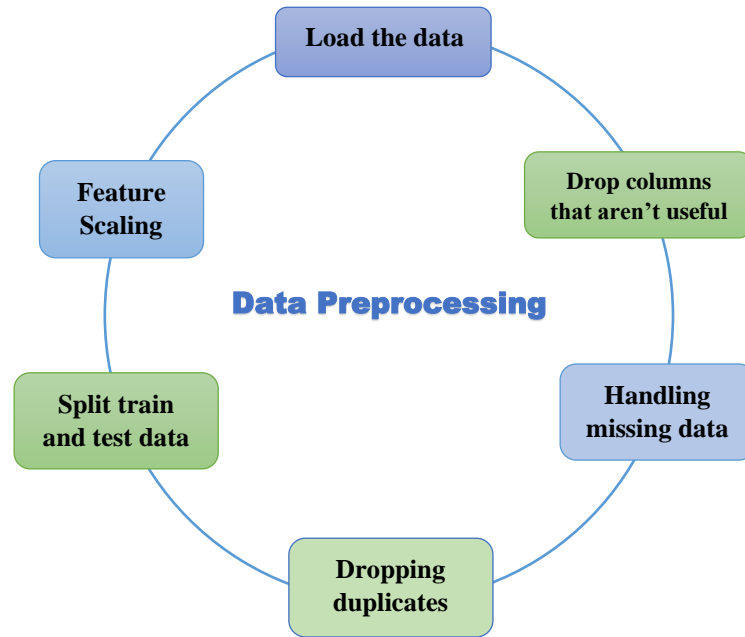 Load the data
Drop columns
that aren’t useful
Handling
missing data
Dropping
duplicates
Split train
and test data
Feature
Scaling
Data Preprocessing